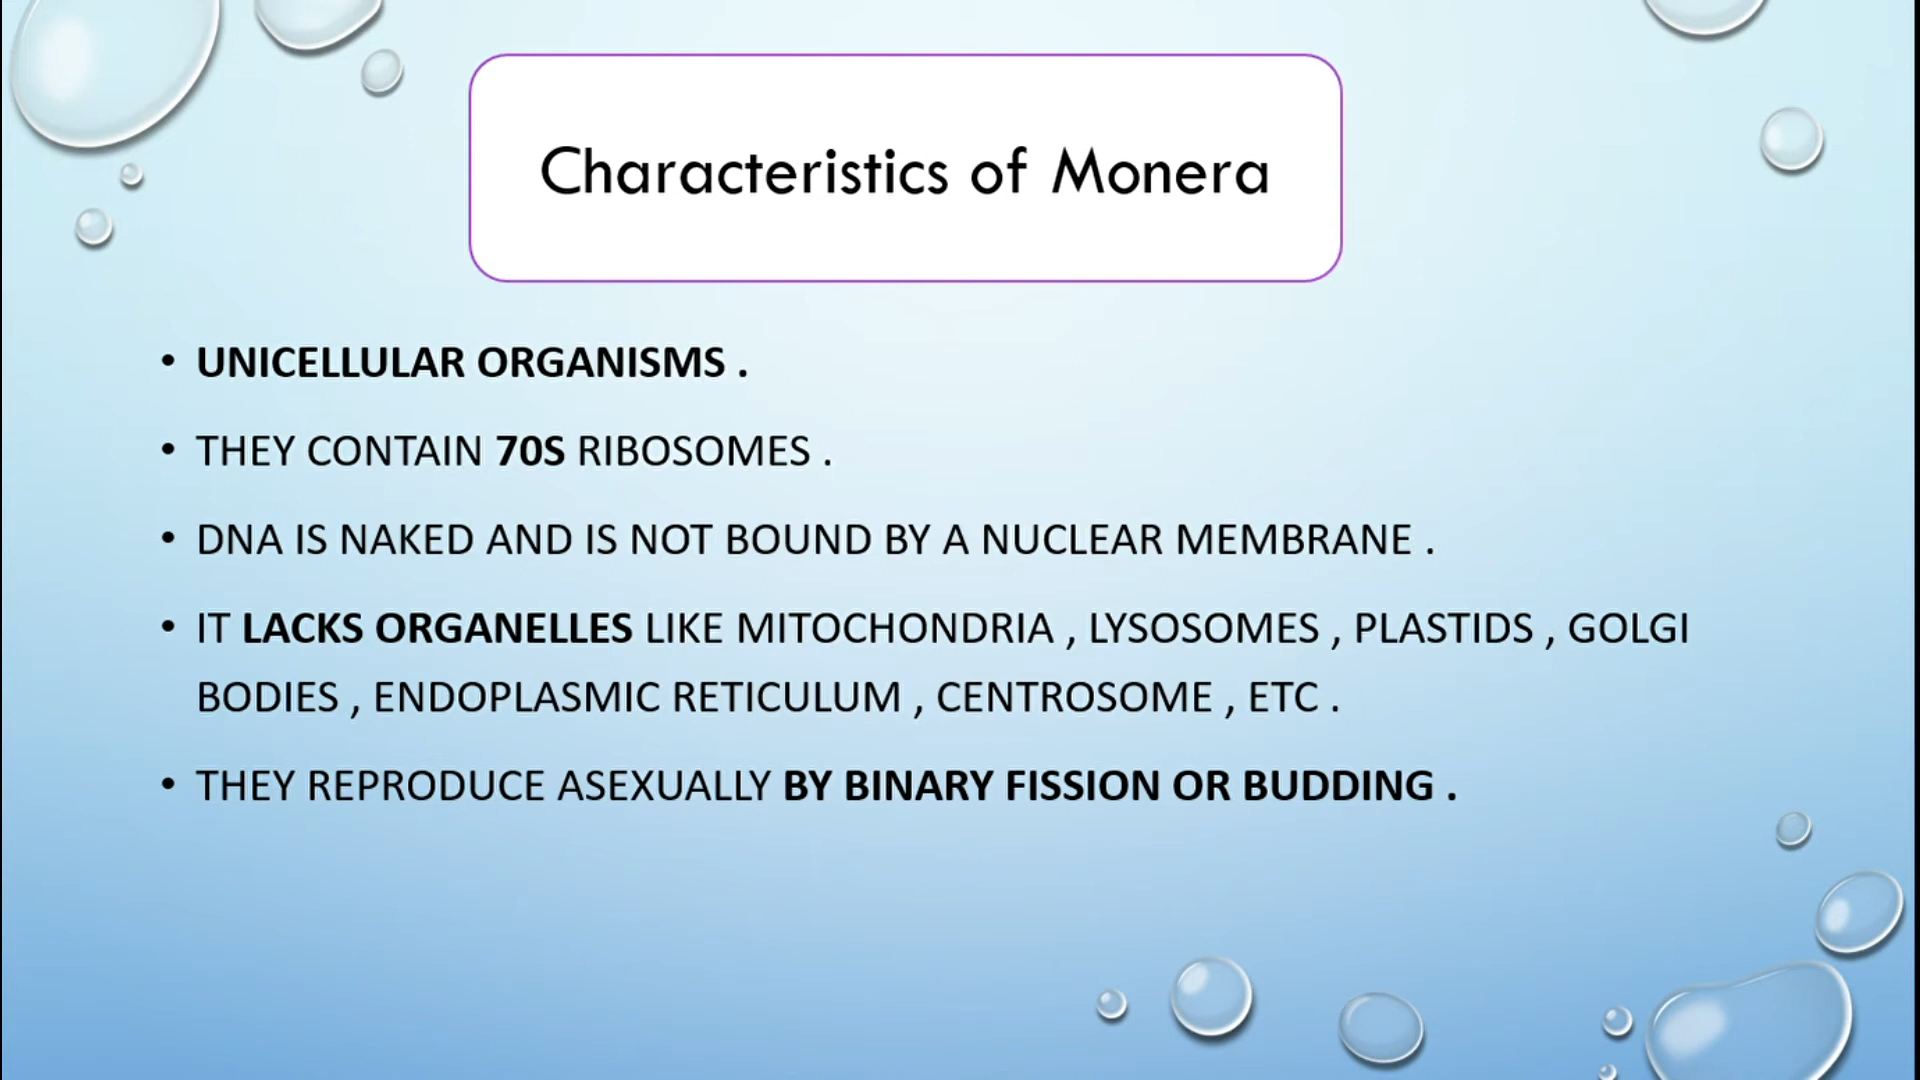 Characteristics of Monera
• UNICELLULAR ORGANISMS .
• THEY CONTAIN 70S RIBOSOMES .
• DNA IS NAKED AND IS NOT BOUND BY A NUCLEAR MEMBRANE .
• IT LACKS ORGANELLES LIKE MITOCHONDRIA , LYSOSOMES , PLASTIDS , GOLGI
BODIES , ENDOPLASMIC RETICULUM , CENTROSOME , ETC .
• THEY REPRODUCE ASEXUALLY BY BINARY FISSION OR BUDDING .